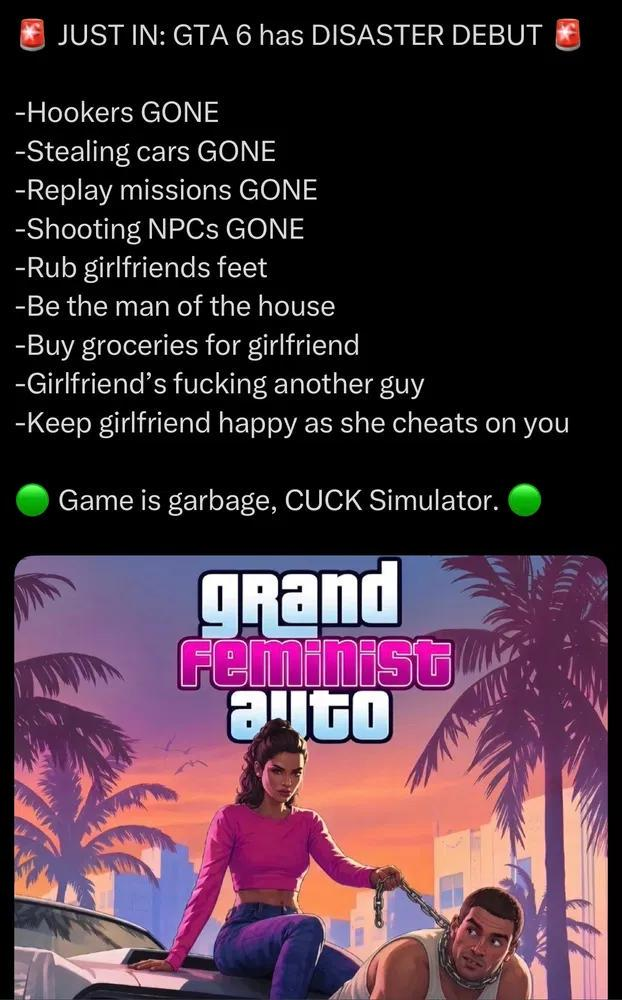 🚨 JUST IN: GTA 6 has DISASTER DEBUT 🚨
-Hookers GONE
-Stealing cars GONE
-Replay missions GONE
-Shooting NPCs GONE
-Rub girlfriends feet
-Be the man of the house
-Buy groceries for girlfriend
-Girlfriend’s fucking another guy
-Keep girlfriend happy as she cheats on you
🟢 Game is garbage, CUCK Simulator. 🟢
grand
feminist
auto